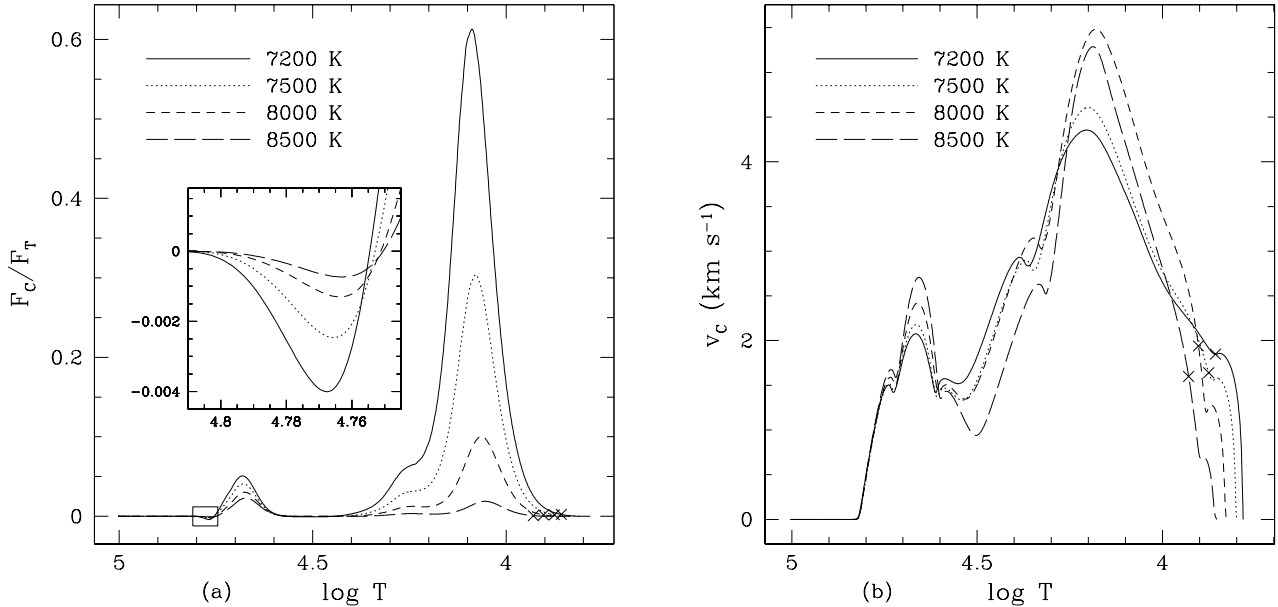 7200 K
7500 K
8000 K
8500 K
0.6
0.4
0.2
0
F_C/F_T
0
−0.002
−0.004
4.8 4.78 4.76
5 4.5 4
(a) log T
7200 K
7500 K
8000 K
8500 K
4
2
0
v_C (km s⁻¹)
5 4.5 4
(b) log T